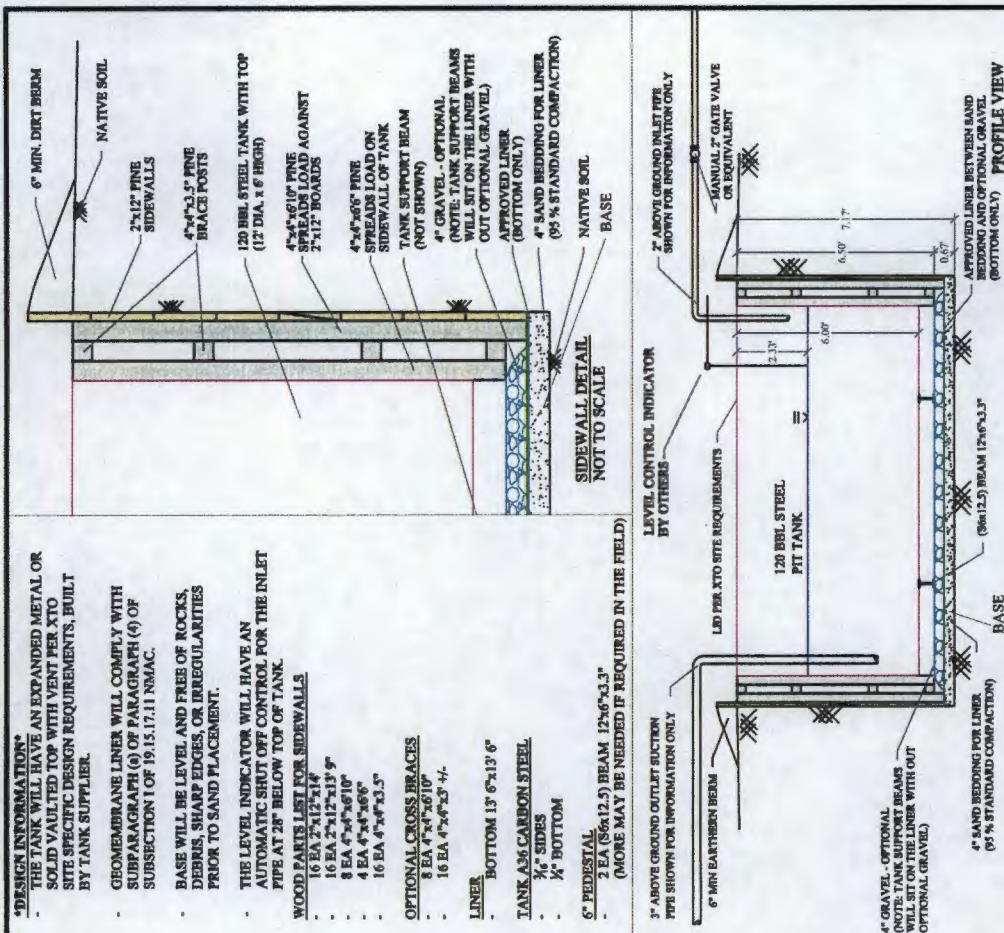 *DESIGN INFORMATION*
- THE TANK WILL HAVE AN EXPANDED METAL OR
SOLID VAULTED TOP WITH VENT PER XTO
SITE SPECIFIC DESIGN REQUIREMENTS, BUILT
BY TANK SUPPLIER.
- GEOMEMBRANE LINER WILL COMPLY WITH
SUBPARAGRAPH (a) OF PARAGRAPH (4) OF
SUBSECTION I OF 19.15.17.11 NMAC.
- BASE WILL BE LEVEL AND FREE OF ROCKS,
DEBRIS, SHARP EDGES, OR IRREGULARITIES
PRIOR TO SAND PLACEMENT.
- THE LEVEL INDICATOR WILL HAVE AN
AUTOMATIC SHUT OFF CONTROL FOR THE INLET
PIPE AT 28" BELOW TOP OF TANK.
WOOD PARTS LIST FOR SIDEWALLS
- 16 EA 2"x12"x14'
- 16 EA 2"x12"x13' 9"
- 8 EA 4"x4"x6'10"
- 4 EA 4"x4"x6'6"
- 16 EA 4"x4"x3.5"
OPTIONAL CROSS BRACES
- 8 EA 4"x4"x6'10"
- 16 EA 4"x4"x3' +/-
LINER
- BOTTOM 13' 6"x13' 6"
TANK A36 CARBON STEEL
- 3/16" SIDES
- 1/4" BOTTOM
6" PEDESTAL
- 2 EA (S6x12.5) BEAM 12'x6"x3.3"
(MORE MAY BE NEEDED IF REQUIRED IN THE FIELD)
6" MIN. DIRT BERM
NATIVE SOIL
2"x12" PINE
SIDEWALLS
4"x4"x3.5" PINE
BRACE POSTS
120 BBL STEEL TANK WITH TOP
(12' DIA. x 6' HIGH)
4"x4"x6'10" PINE
SPREADS LOAD AGAINST
2"x12" BOARDS
4"x4"x6'6" PINE
SPREADS LOAD ON
SIDEWALL OF TANK
TANK SUPPORT BEAM
(NOT SHOWN)
4" GRAVEL - OPTIONAL
(NOTE: TANK SUPPORT BEAMS
WILL SIT ON THE LINER WITH
OUT OPTIONAL GRAVEL)
APPROVED LINER
(BOTTOM ONLY)
4" SAND BEDDING FOR LINER
(95 % STANDARD COMPACTION)
NATIVE SOIL
BASE
SIDEWALL DETAIL
NOT TO SCALE
3" ABOVE GROUND OUTLET SUCTION
PIPE SHOWN FOR INFORMATION ONLY
6" MIN EARTHERN BERM
LEVEL CONTROL INDICATOR
BY OTHERS
LID PER XTO SITE REQUIREMENTS
2" ABOVE GROUND INLET PIPE
SHOWN FOR INFORMATION ONLY
MANUAL 2" GATE VALVE
OR EQUIVALENT
120 BBL STEEL
PIT TANK
2.33'
6.00'
6.50'
7.17'
0.67'
4" GRAVEL - OPTIONAL
(NOTE: TANK SUPPORT BEAMS
WILL SIT ON THE LINER WITH OUT
OPTIONAL GRAVEL)
4" SAND BEDDING FOR LINER
(95 % STANDARD COMPACTION)
BASE
(S6x12.5) BEAM 12'x6"x3.3"
APPROVED LINER BETWEEN SAND
BEDDING AND OPTIONAL GRAVEL
(BOTTOM ONLY)
PROFILE VIEW